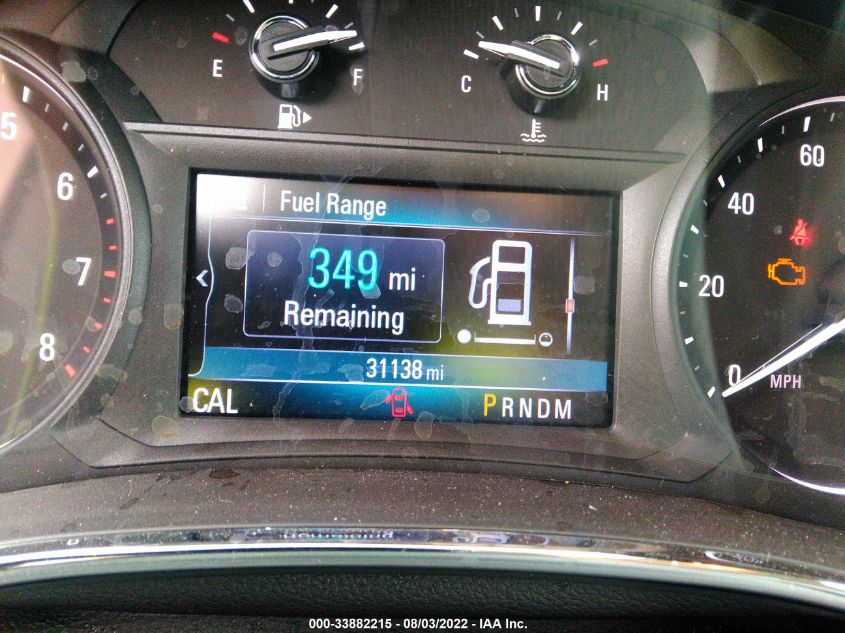 E F
C H
5
6
7
8
Fuel Range
349 mi
Remaining
31138 mi
CAL
PRNDM
60
40
20
0
MPH
000-33882215 - 08/03/2022 - IAA Inc.